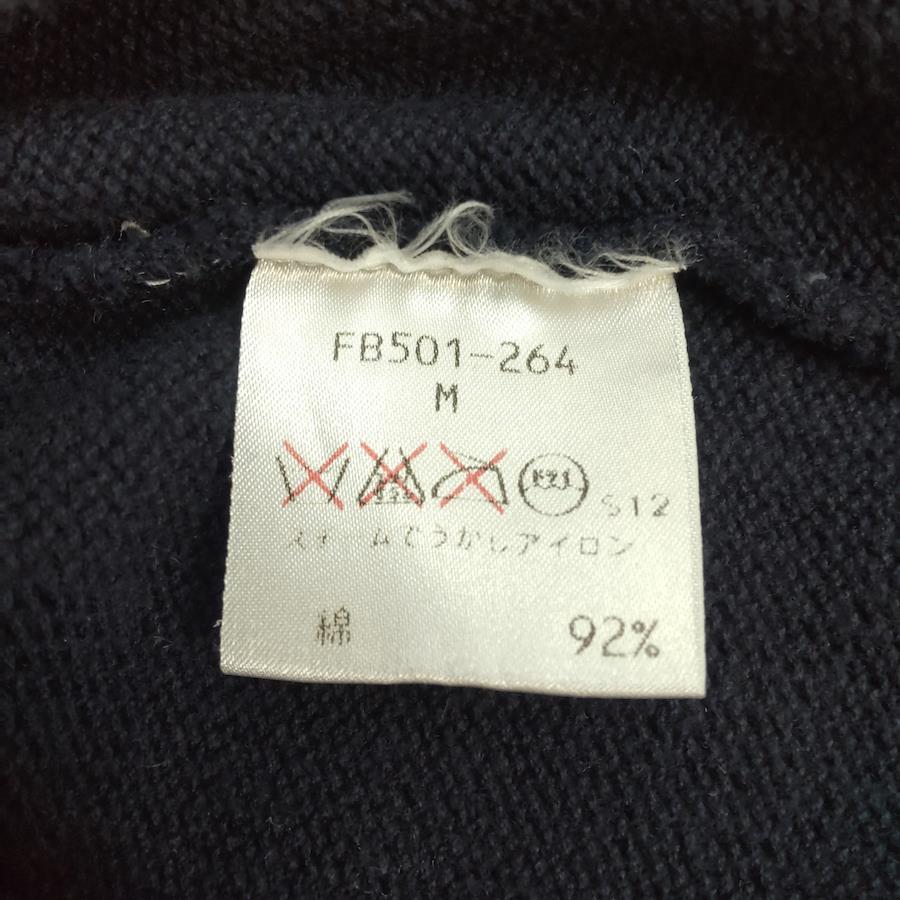 FB501-264
M
ドライ S12
スチームでうかしアイロン
綿 92%